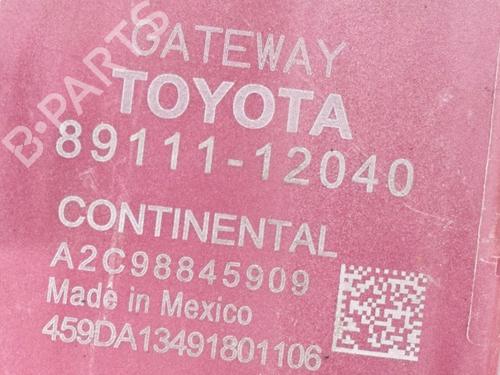 GATEWAY
TOYOTA
89111-12040
CONTINENTAL
A2C98845909
Made in Mexico
459DA13491801106
B-PARTS